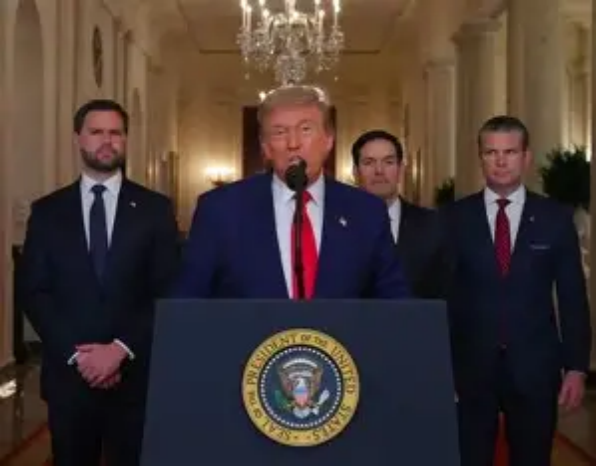 SEAL OF THE PRESIDENT OF THE UNITED STATES